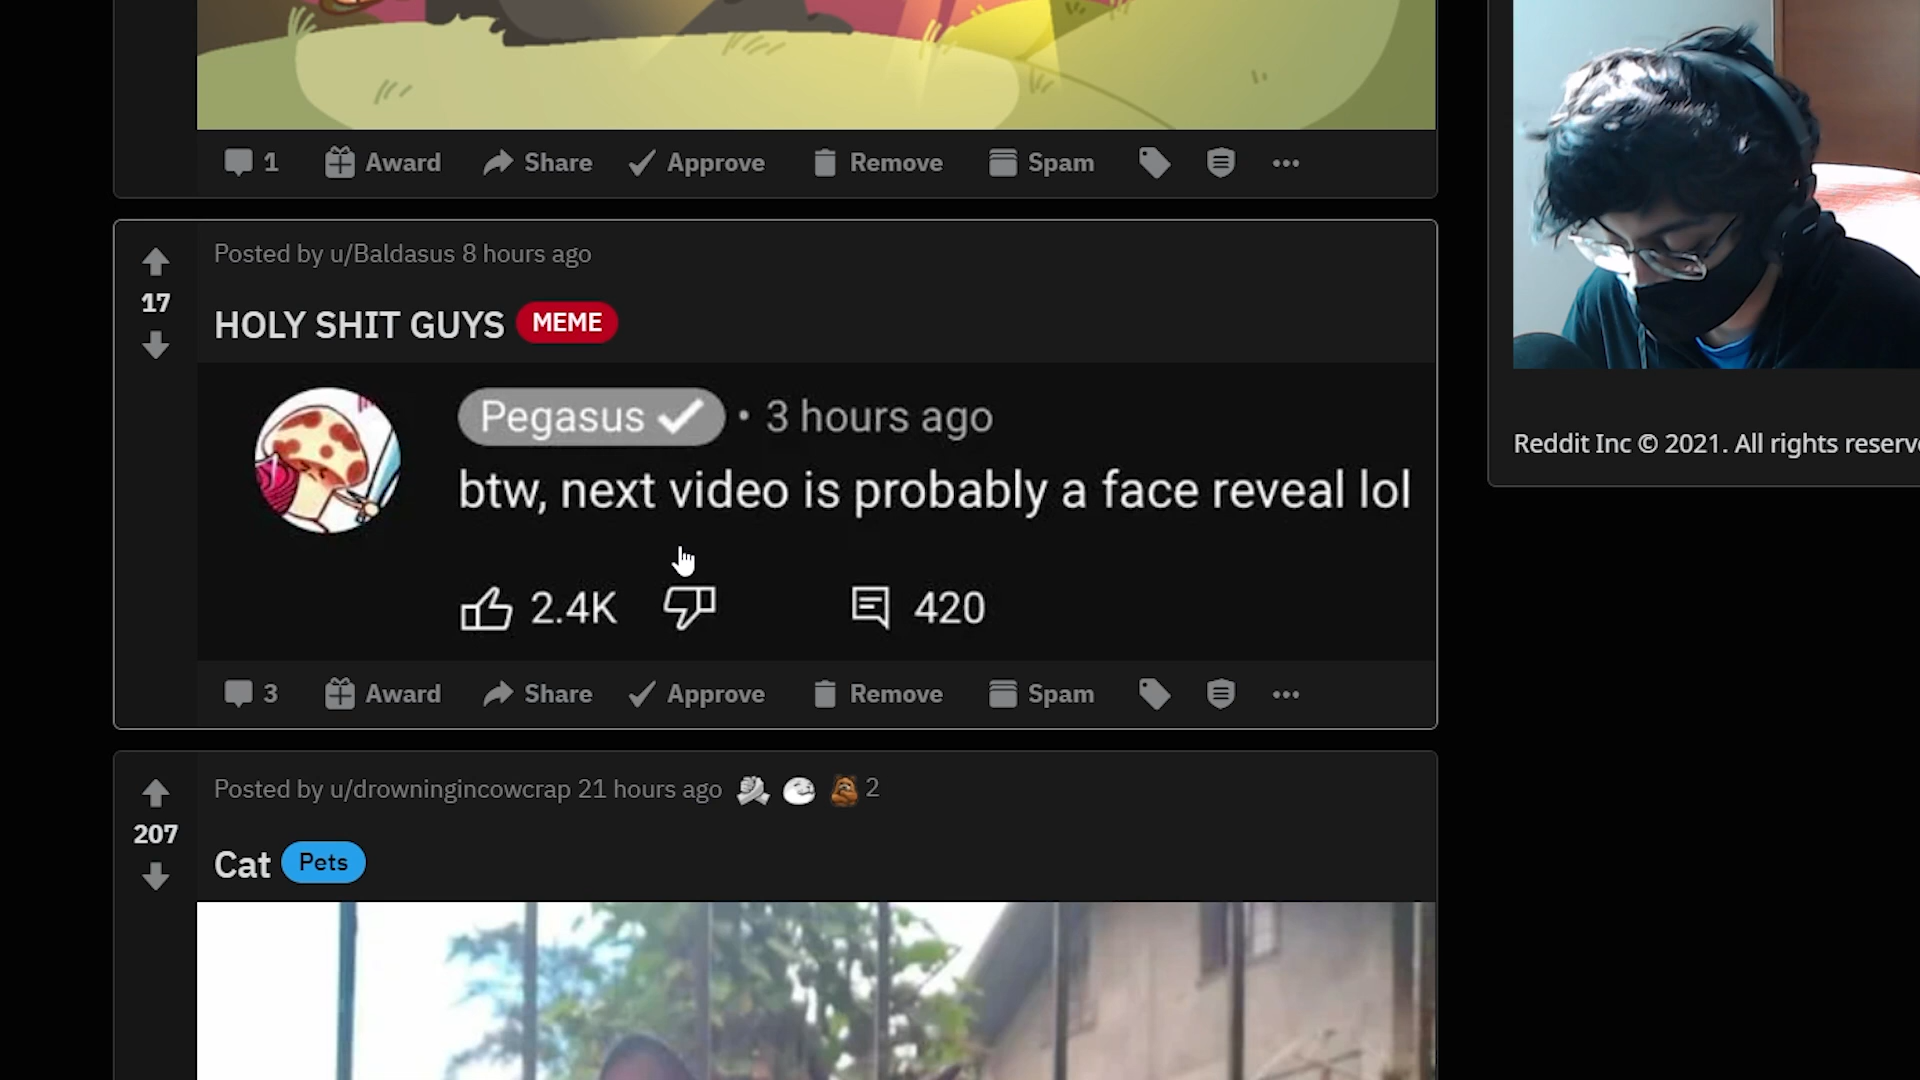 1 Award Share Approve Remove Spam
Posted by u/Baldasus 8 hours ago
17
HOLY SHIT GUYS MEME
Pegasus • 3 hours ago
btw, next video is probably a face reveal lol
2.4K 420
3 Award Share Approve Remove Spam
Posted by u/drowningincowcrap 21 hours ago 2
207
Cat Pets
Reddit Inc © 2021. All rights reserve